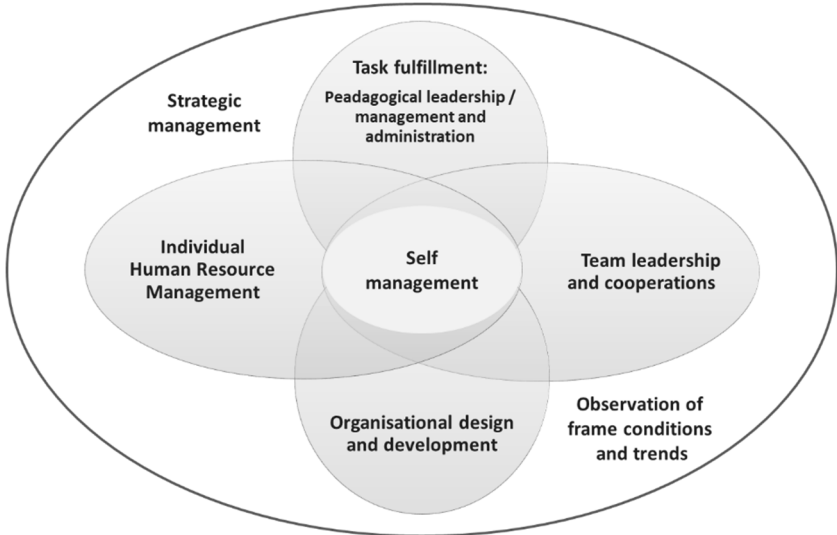 Task fulfillment:
Peadagogical leadership /
management and
administration
Strategic
management
Individual
Human Resource
Management
Self
management
Team leadership
and cooperations
Organisational design
and development
Observation of
frame conditions
and trends